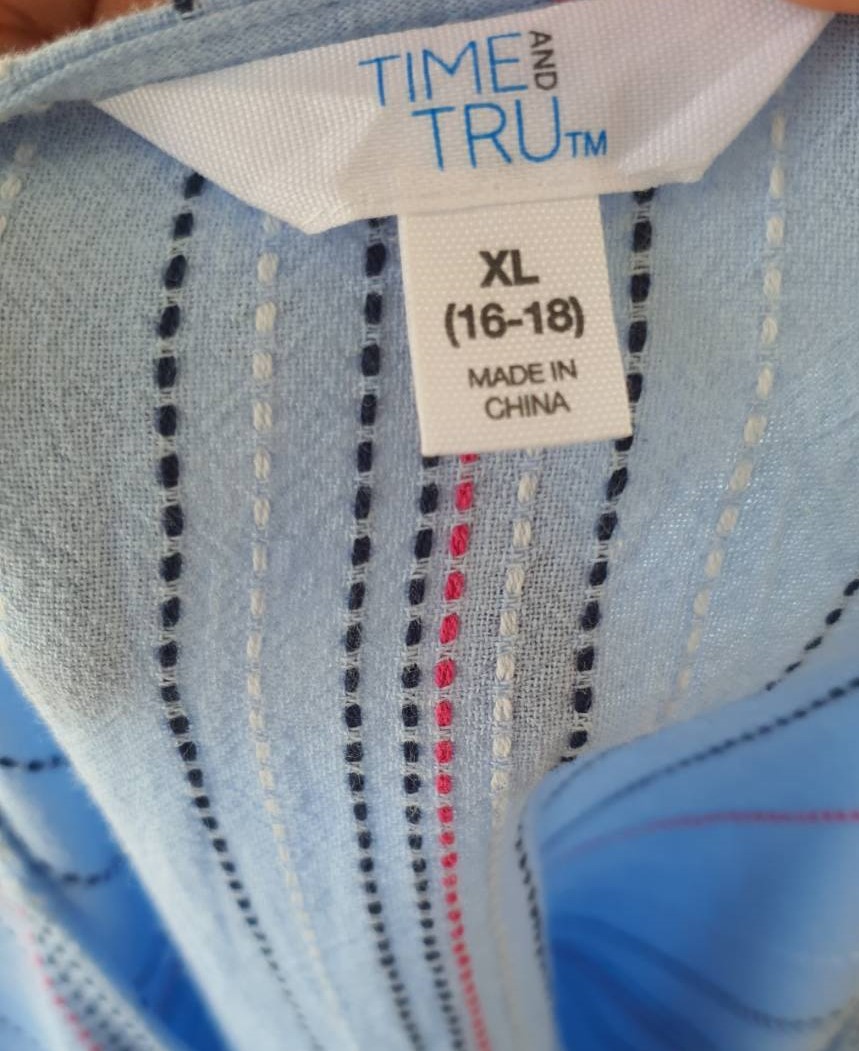 TIME AND
TRU™
XL
(16-18)
MADE IN
CHINA